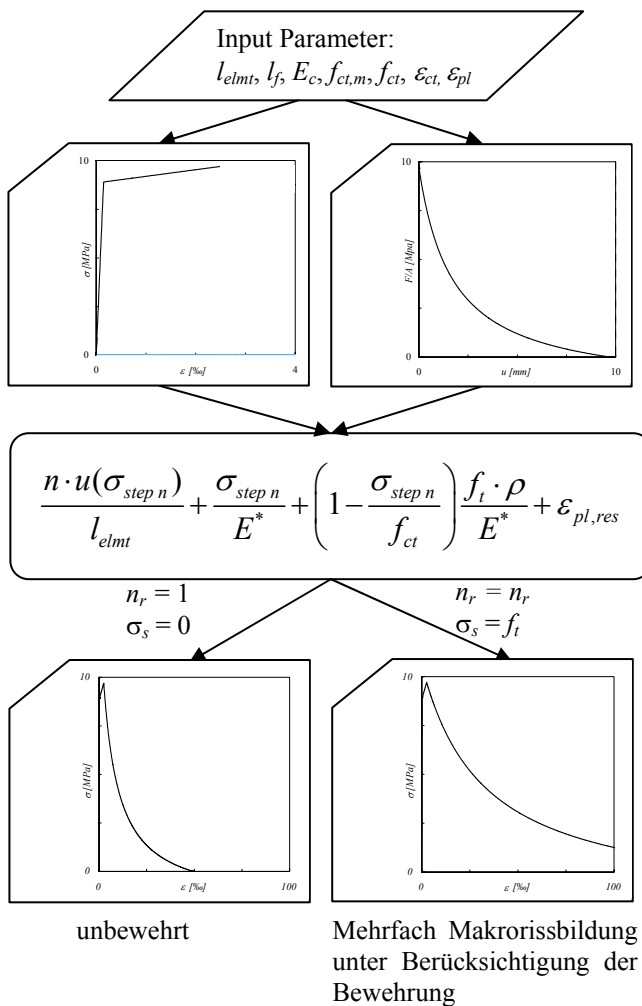 Input Parameter:
l_elmt, l_f, E_c, f_ct,m, f_ct, ε_ct, ε_pl
10
σ [MPa]
0
0
ε [‰]
4
10
F/A [Mpa]
0
0
u [mm]
10
n·u(σ_step n)/l_elmt + σ_step n/E* + (1 − σ_step n/f_ct) f_t·ρ/E* + ε_pl,res
n_r = 1
σ_s = 0
n_r = n_r
σ_s = f_t
10
σ [MPa]
0
0
ε [‰]
100
10
σ [MPa]
0
0
ε [‰]
100
unbewehrt
Mehrfach Makrorissbildung
unter Berücksichtigung der
Bewehrung